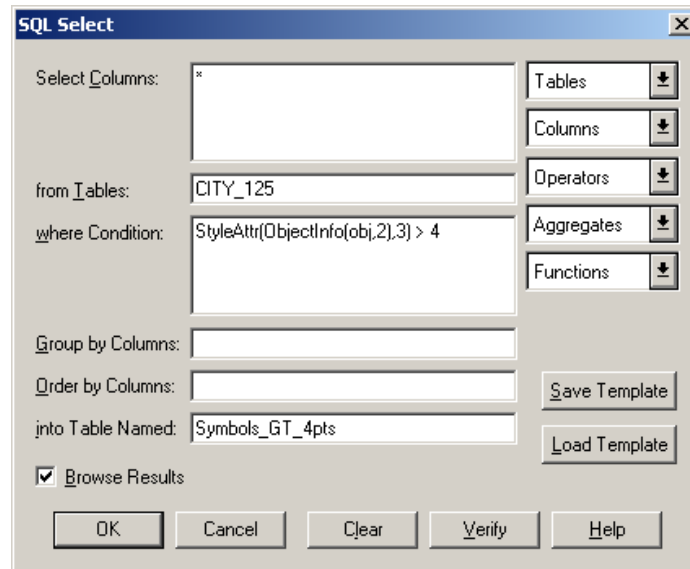 SQL Select
Select Columns: *
Tables
Columns
from Tables: CITY_125
Operators
where Condition: StyleAttr(ObjectInfo(obj,2),3) > 4
Aggregates
Functions
Group by Columns:
Order by Columns:
Save Template
into Table Named: Symbols_GT_4pts
Load Template
Browse Results
OK Cancel Clear Verify Help